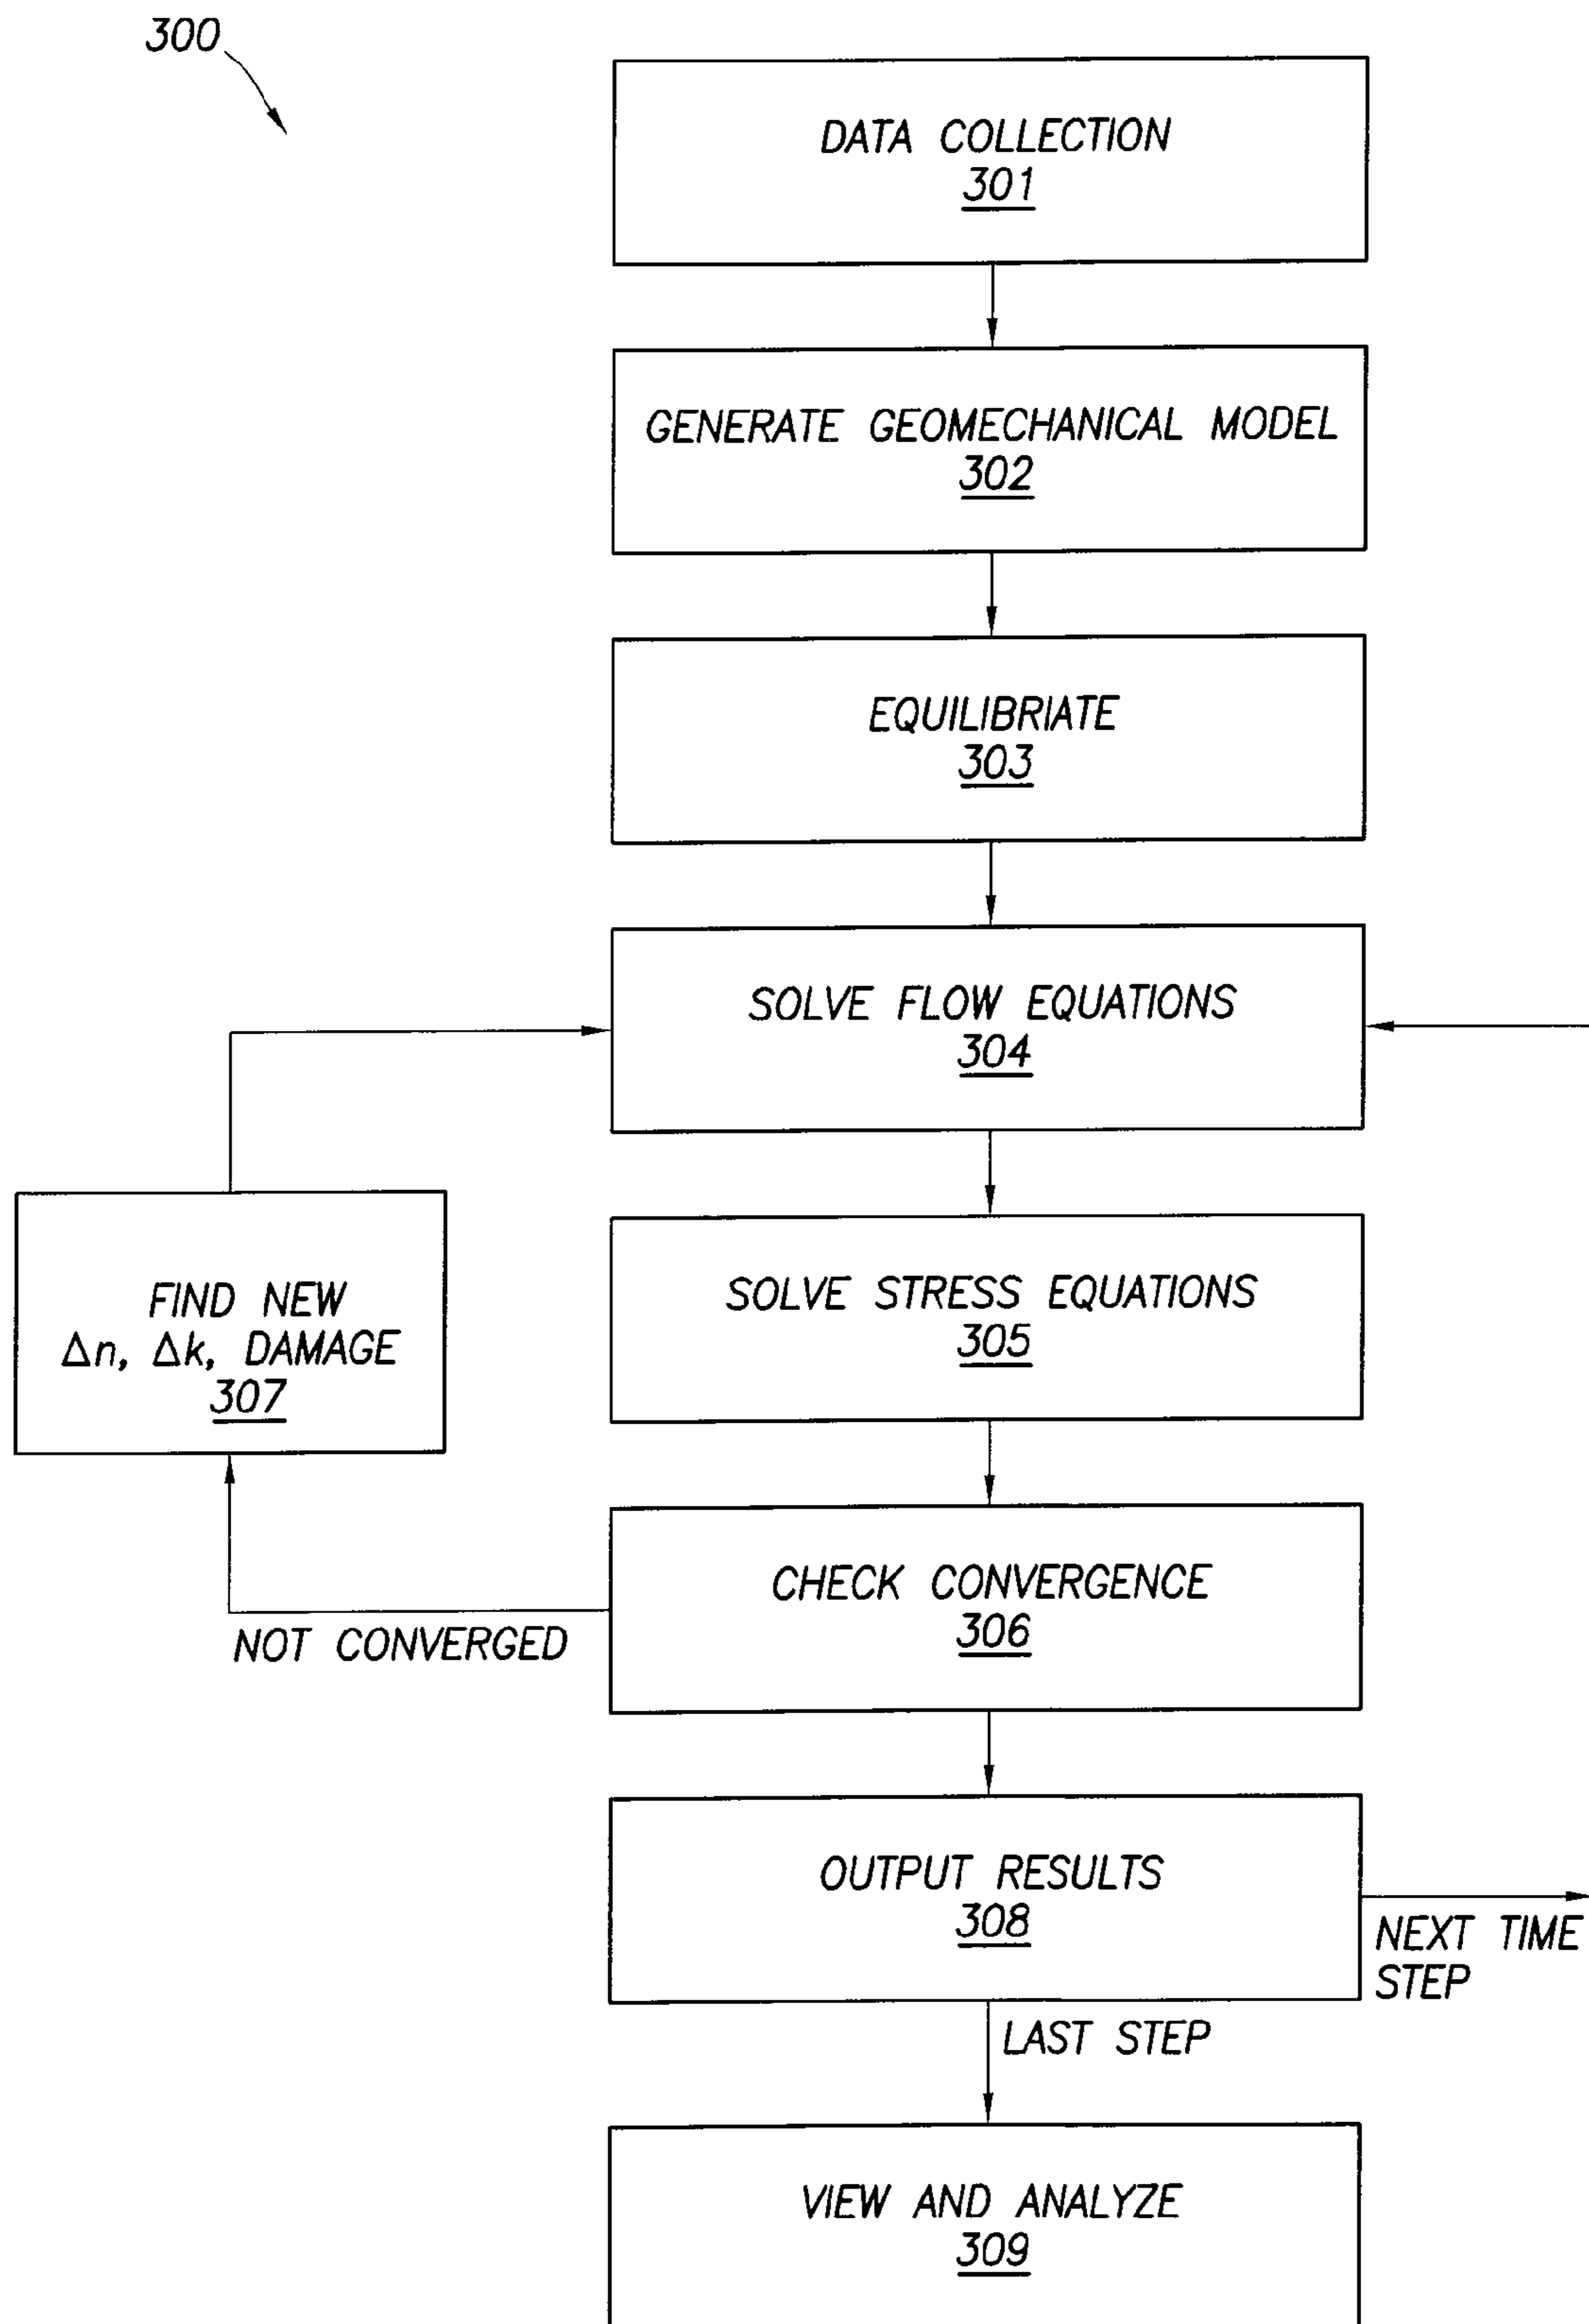 300
DATA COLLECTION
301
GENERATE GEOMECHANICAL MODEL
302
EQUILIBRIATE
303
SOLVE FLOW EQUATIONS
304
SOLVE STRESS EQUATIONS
305
FIND NEW
Δn, Δk, DAMAGE
307
CHECK CONVERGENCE
306
NOT CONVERGED
OUTPUT RESULTS
308
NEXT TIME
STEP
LAST STEP
VIEW AND ANALYZE
309